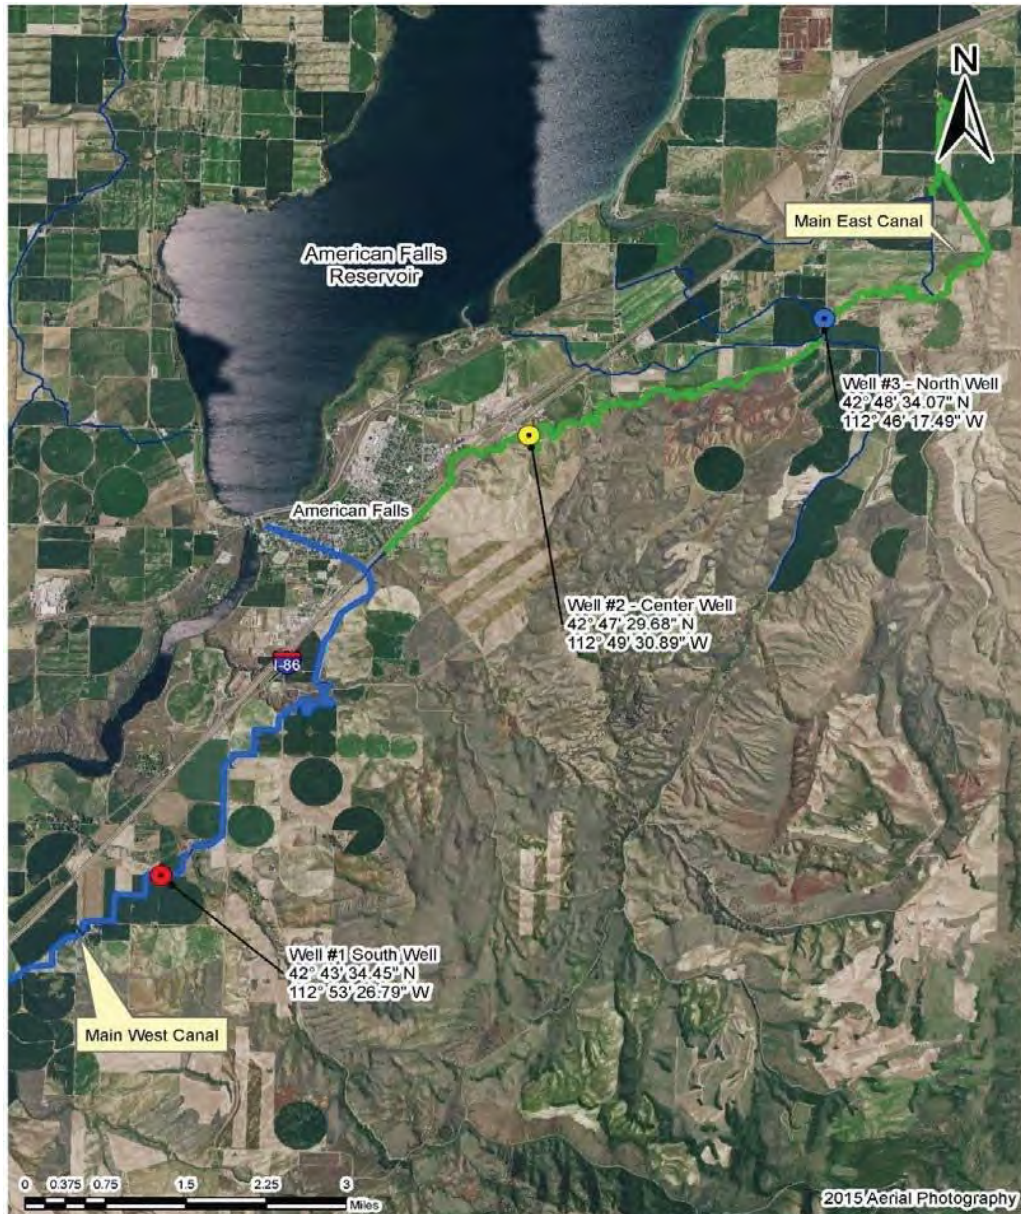 N
Main East Canal
American Falls
Reservoir
Well #3 - North Well
42° 48' 34.07" N
112° 46' 17.49" W
American Falls
Well #2 - Center Well
42° 47' 29.68" N
112° 49' 30.89" W
I-86
Well #1 South Well
42° 43' 34.45" N
112° 53' 26.79" W
Main West Canal
0 0.375 0.75 1.5 2.25 3
Miles
2015 Aerial Photography